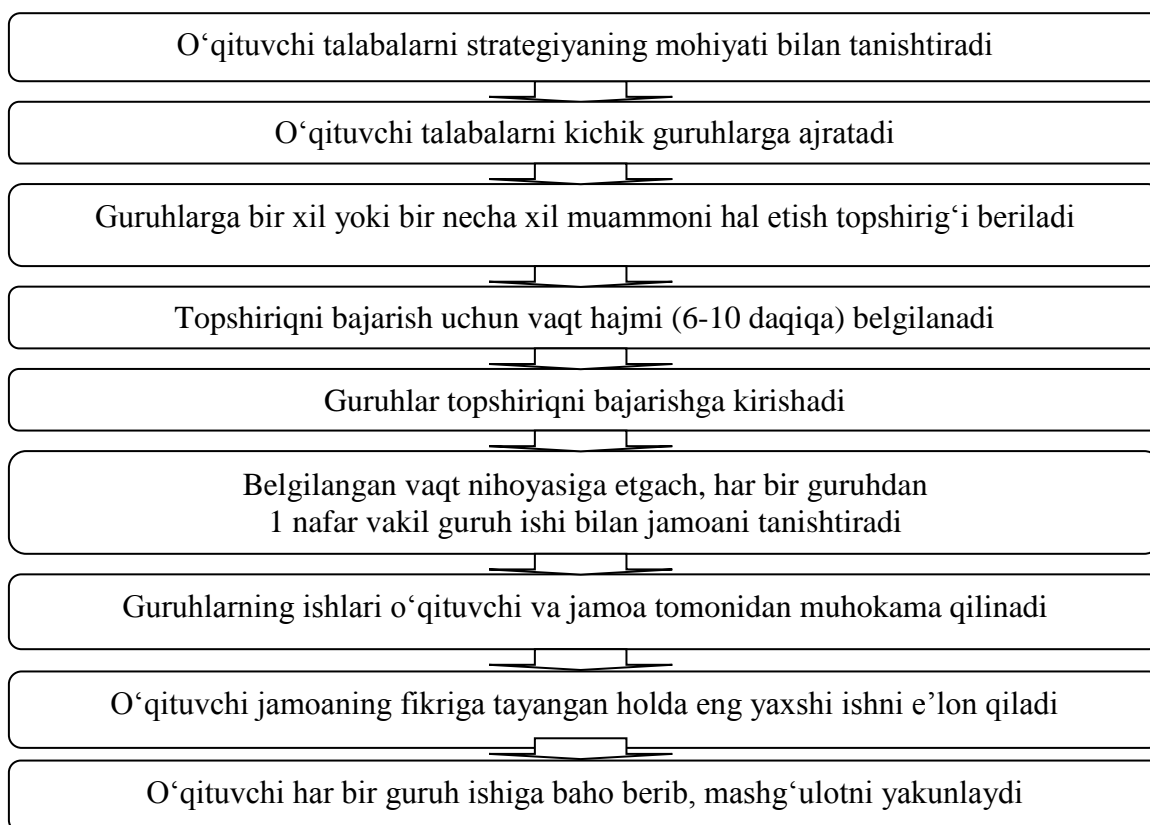 O‘qituvchi talabalarni strategiyaning mohiyati bilan tanishtiradi
O‘qituvchi talabalarni kichik guruhlarga ajratadi
Guruhlarga bir xil yoki bir necha xil muammoni hal etish topshirig‘i beriladi
Topshiriqni bajarish uchun vaqt hajmi (6-10 daqiqa) belgilanadi
Guruhlar topshiriqni bajarishga kirishadi
Belgilangan vaqt nihoyasiga etgach, har bir guruhdan
1 nafar vakil guruh ishi bilan jamoani tanishtiradi
Guruhlarning ishlari o‘qituvchi va jamoa tomonidan muhokama qilinadi
O‘qituvchi jamoaning fikriga tayangan holda eng yaxshi ishni e’lon qiladi
O‘qituvchi har bir guruh ishiga baho berib, mashg‘ulotni yakunlaydi